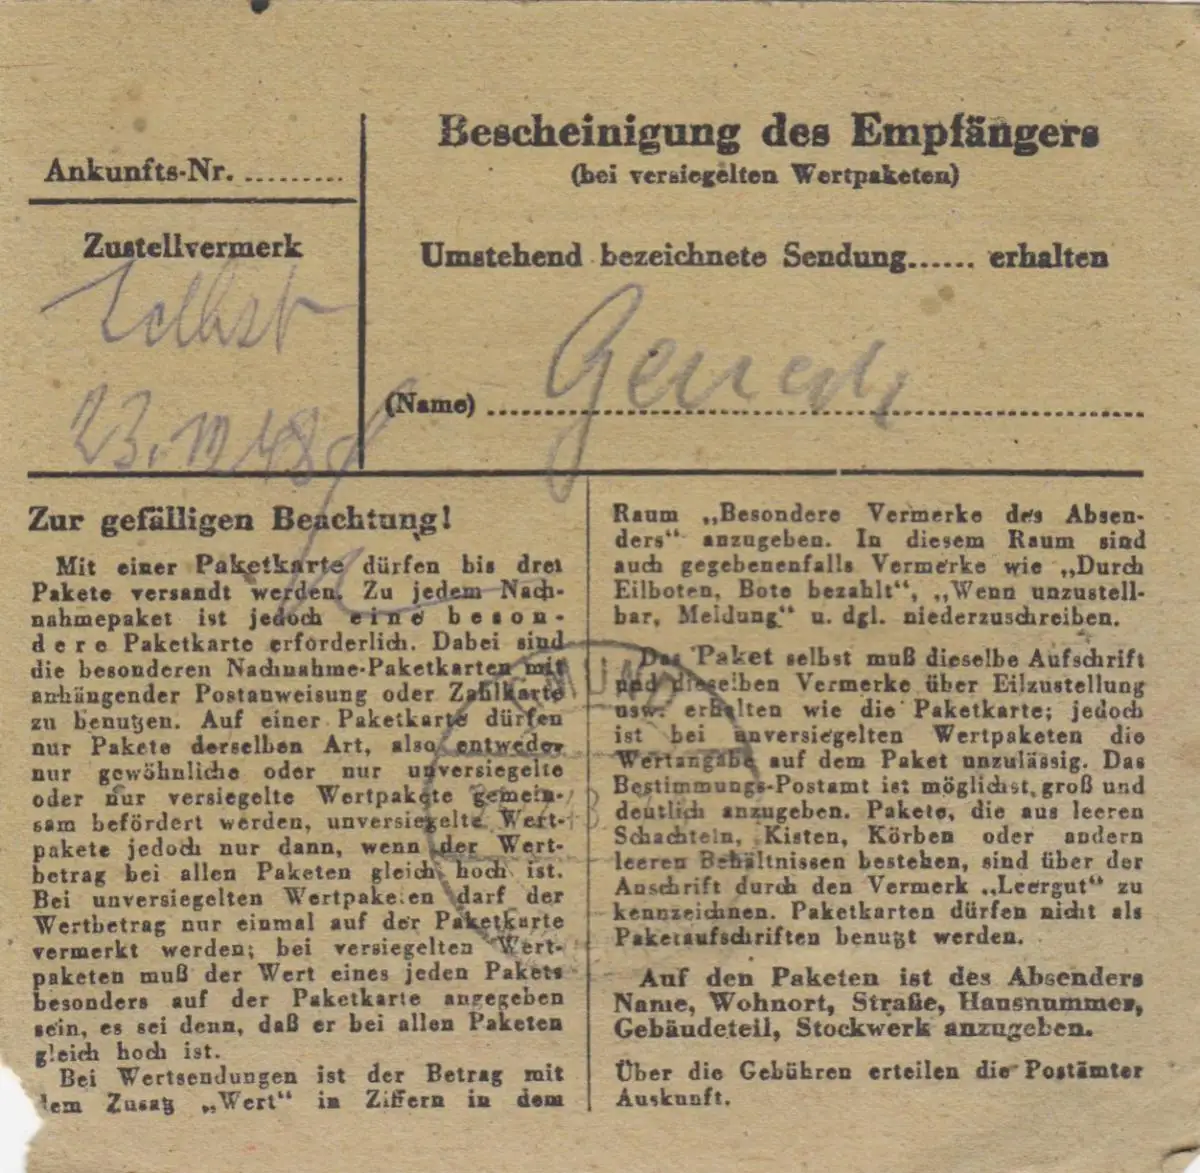 Ankunfts-Nr. ..........
Zustellvermerk
Selbst
23. 10 48
Bescheinigung des Empfängers
(bei versiegelten Wertpaketen)
Umstehend bezeichnete Sendung...... erhalten
(Name)
Zur gefälligen Beachtung!
Mit einer Paketkarte dürfen bis drei
Pakete versandt werden. Zu jedem Nach-
nahmepaket ist jedoch eine beson-
dere Paketkarte erforderlich. Dabei sind
die besonderen Nachnahme-Paketkarten mit
anhängender Postanweisung oder Zahlkarte
zu benutzen. Auf einer Paketkarte dürfen
nur Pakete derselben Art, also entweder
nur gewöhnliche oder nur unversiegelte
oder nur versiegelte Wertpakete gemein-
sam befördert werden, unversiegelte Wert-
pakete jedoch nur dann, wenn der Wert-
betrag bei allen Paketen gleich hoch ist.
Bei unversiegelten Wertpaketen darf der
Wertbetrag nur einmal auf der Paketkarte
vermerkt werden; bei versiegelten Wert-
paketen muß der Wert eines jeden Pakets
besonders auf der Paketkarte angegeben
sein, es sei denn, daß er bei allen Paketen
gleich hoch ist.
Bei Wertsendungen ist der Betrag mit
dem Zusatz „Wert“ in Ziffern in dem
Raum „Besondere Vermerke des Absen-
ders“ anzugeben. In diesem Raum sind
auch gegebenenfalls Vermerke wie „Durch
Eilboten, Bote bezahlt“, „Wenn unzustell-
bar, Meldung“ u. dgl. niederzuschreiben.
Das Paket selbst muß dieselbe Aufschrift
und dieselben Vermerke über Eilzustellung
usw. erhalten wie die Paketkarte; jedoch
ist bei unversiegelten Wertpaketen die
Wertangabe auf dem Paket unzulässig. Das
Bestimmungs-Postamt ist möglichst groß und
deutlich anzugeben. Pakete, die aus leeren
Schachteln, Kisten, Körben oder andern
leeren Behältnissen bestehen, sind über der
Anschrift durch den Vermerk „Leergut“ zu
kennzeichnen. Paketkarten dürfen nicht als
Paketaufschriften benutzt werden.
Auf den Paketen ist des Absenders
Name, Wohnort, Straße, Hausnummer,
Gebäudeteil, Stockwerk anzugeben.
Über die Gebühren erteilen die Postämter
Auskunft.